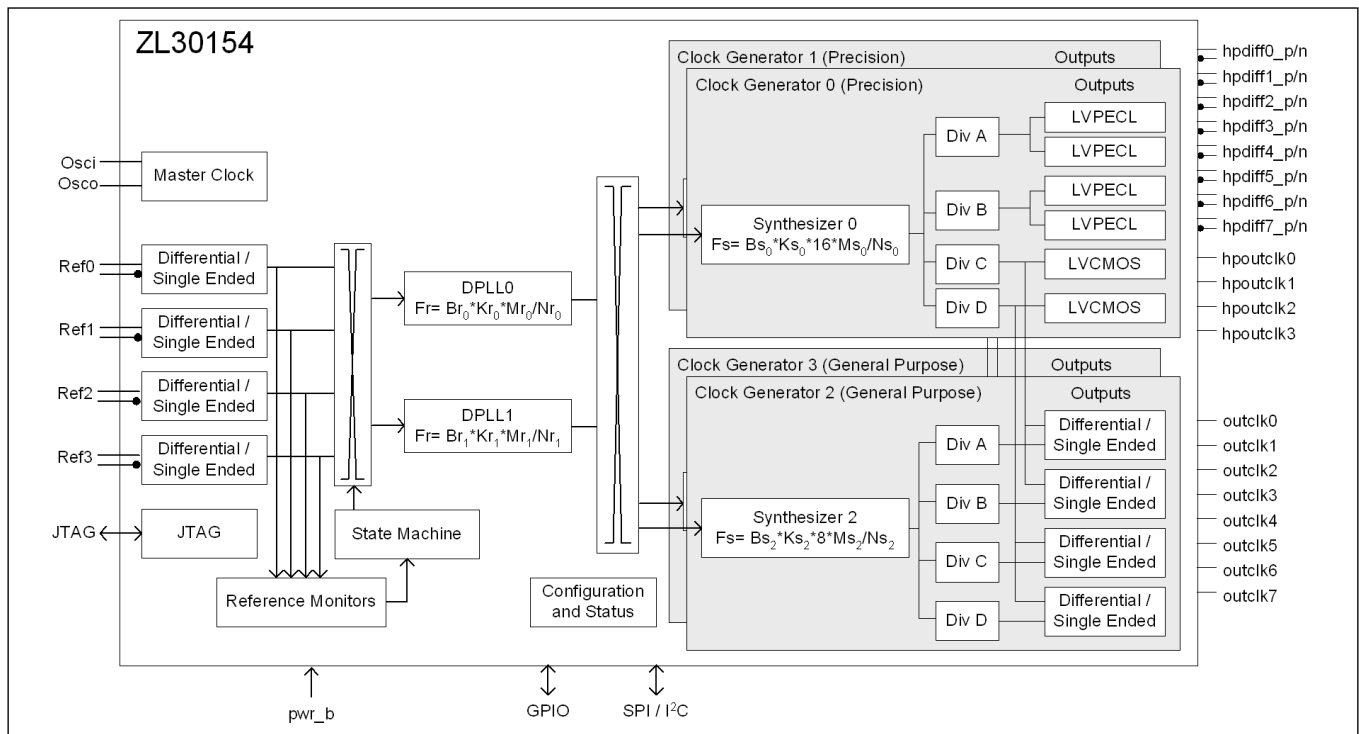 ZL30154
Clock Generator 1 (Precision) Outputs
Clock Generator 0 (Precision) Outputs
Div A
LVPECL
LVPECL
Div B
LVPECL
LVPECL
Div C
LVCMOS
Div D
LVCMOS
Synthesizer 0
Fs= Bs₀*Ks₀*16*Ms₀/Ns₀
hpdiff0_p/n
hpdiff1_p/n
hpdiff2_p/n
hpdiff3_p/n
hpdiff4_p/n
hpdiff5_p/n
hpdiff6_p/n
hpdiff7_p/n
hpoutclk0
hpoutclk1
hpoutclk2
hpoutclk3
Osci
Osco
Master Clock
Ref0
Differential /
Single Ended
Ref1
Differential /
Single Ended
Ref2
Differential /
Single Ended
Ref3
Differential /
Single Ended
DPLL0
Fr= Br₀*Kr₀*Mr₀/Nr₀
DPLL1
Fr= Br₁*Kr₁*Mr₁/Nr₁
JTAG
JTAG
State Machine
Reference Monitors
Configuration
and Status
Clock Generator 3 (General Purpose) Outputs
Clock Generator 2 (General Purpose) Outputs
Synthesizer 2
Fs= Bs₂*Ks₂*8*Ms₂/Ns₂
Div A
Differential /
Single Ended
Div B
Differential /
Single Ended
Div C
Differential /
Single Ended
Div D
Differential /
Single Ended
outclk0
outclk1
outclk2
outclk3
outclk4
outclk5
outclk6
outclk7
pwr_b
GPIO
SPI / I²C